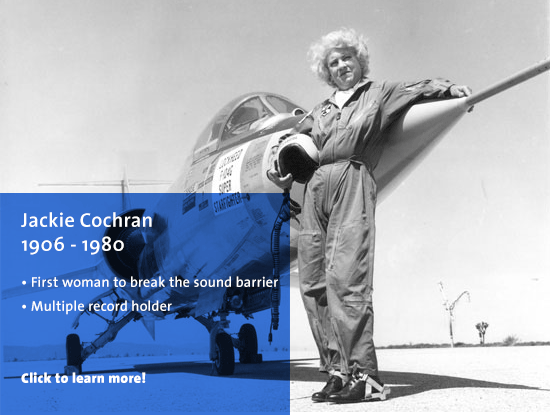 LOCKHEED
F-104G
SUPER
STARFIGHTER
Jackie Cochran
1906 - 1980
• First woman to break the sound barrier
• Multiple record holder
Click to learn more!